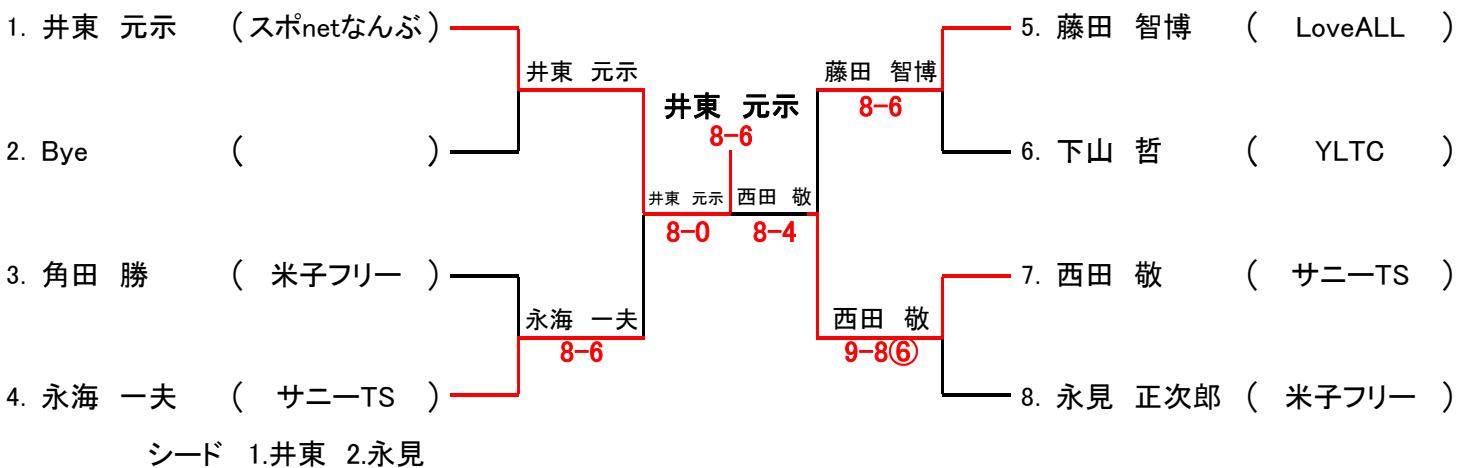 1. 井東 元示 ( スポnetなんぶ ) 5. 藤田 智博 ( LoveALL )
井東 元示 藤田 智博
井東 元示 8-6
8-6
2. Bye ( ) 6. 下山 哲 ( YLTC )
井東 元示 西田 敬
8-0 8-4
3. 角田 勝 ( 米子フリー ) 7. 西田 敬 ( サニーTS )
永海 一夫 西田 敬
8-6 9-8⑥
4. 永海 一夫 ( サニーTS ) 8. 永見 正次郎 ( 米子フリー )
シード 1.井東 2.永見